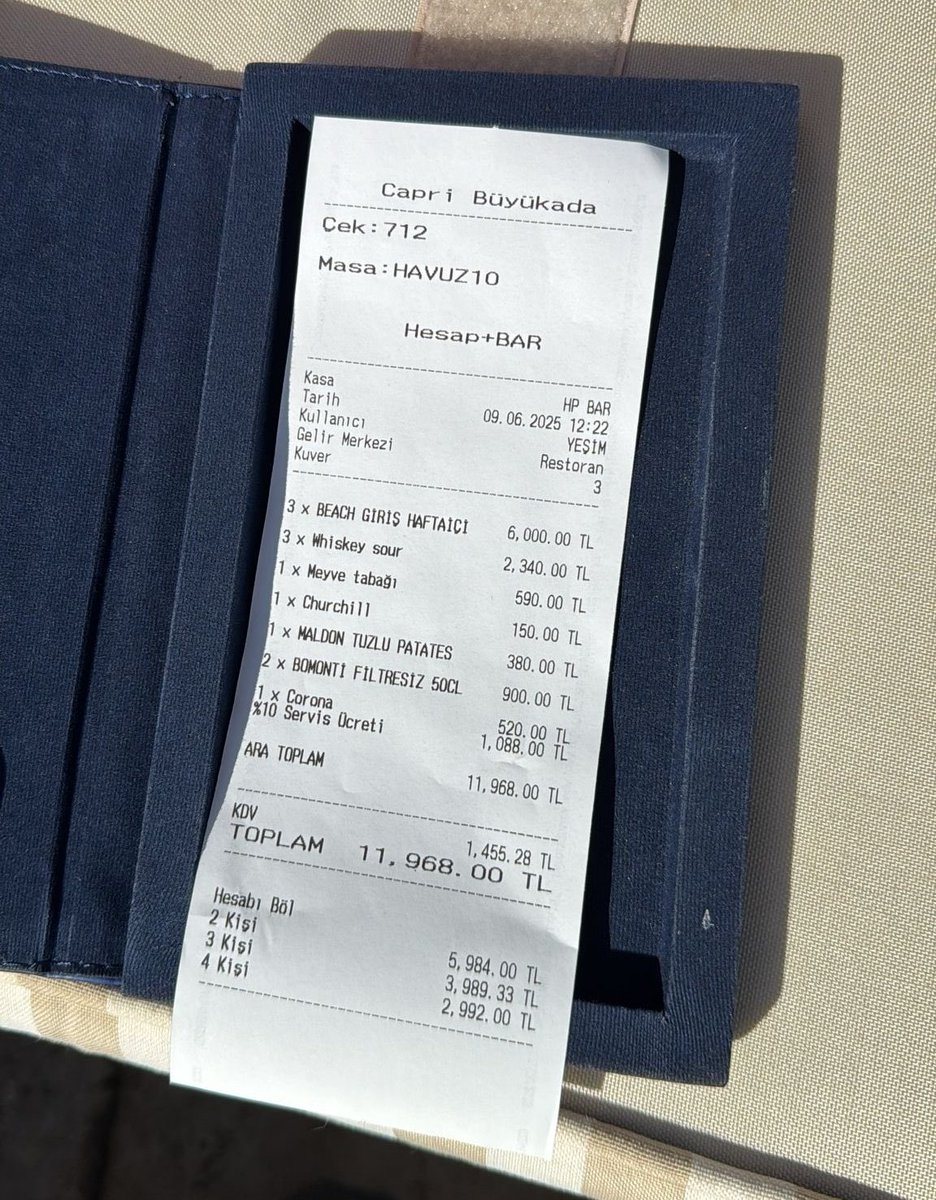 Capri Büyükada
Çek:712
Masa:HAVUZ10
Hesap+BAR
Kasa HP BAR
Tarih 09.06.2025 12:22
Kullanıcı YEŞİM
Gelir Merkezi Restoran
Kuver 3
3 x BEACH GİRİŞ HAFTAİÇİ 6,000.00 TL
3 x Whiskey sour 2,340.00 TL
1 x Meyve tabağı 590.00 TL
1 x Churchill 150.00 TL
1 x MALDON TUZLU PATATES 380.00 TL
2 x BOMONTİ FİLTRESİZ 50CL 900.00 TL
1 x Corona 520.00 TL
%10 Servis Ücreti 1,088.00 TL
ARA TOPLAM 11,968.00 TL
KDV 1,455.28 TL
TOPLAM 11,968.00 TL
Hesabı Böl
2 Kişi 5,984.00 TL
3 Kişi 3,989.33 TL
4 Kişi 2,992.00 TL